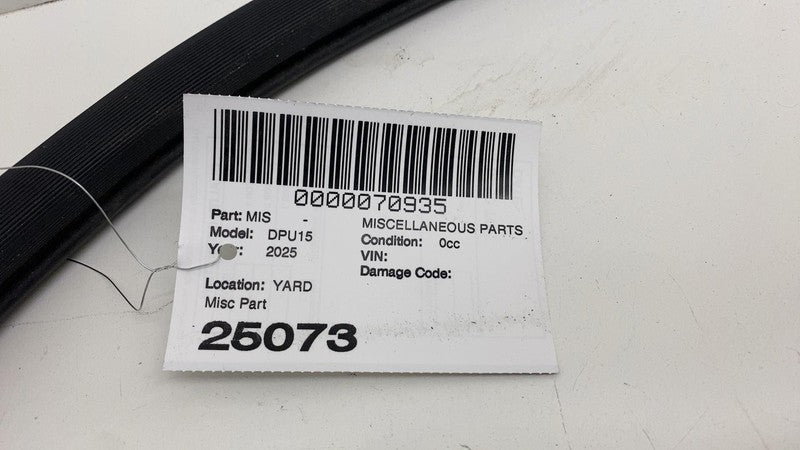 0000070935
Part: MIS - MISCELLANEOUS PARTS
Model: DPU15 Condition: 0cc
Year: 2025 VIN:
Damage Code:
Location: YARD
Misc Part
25073